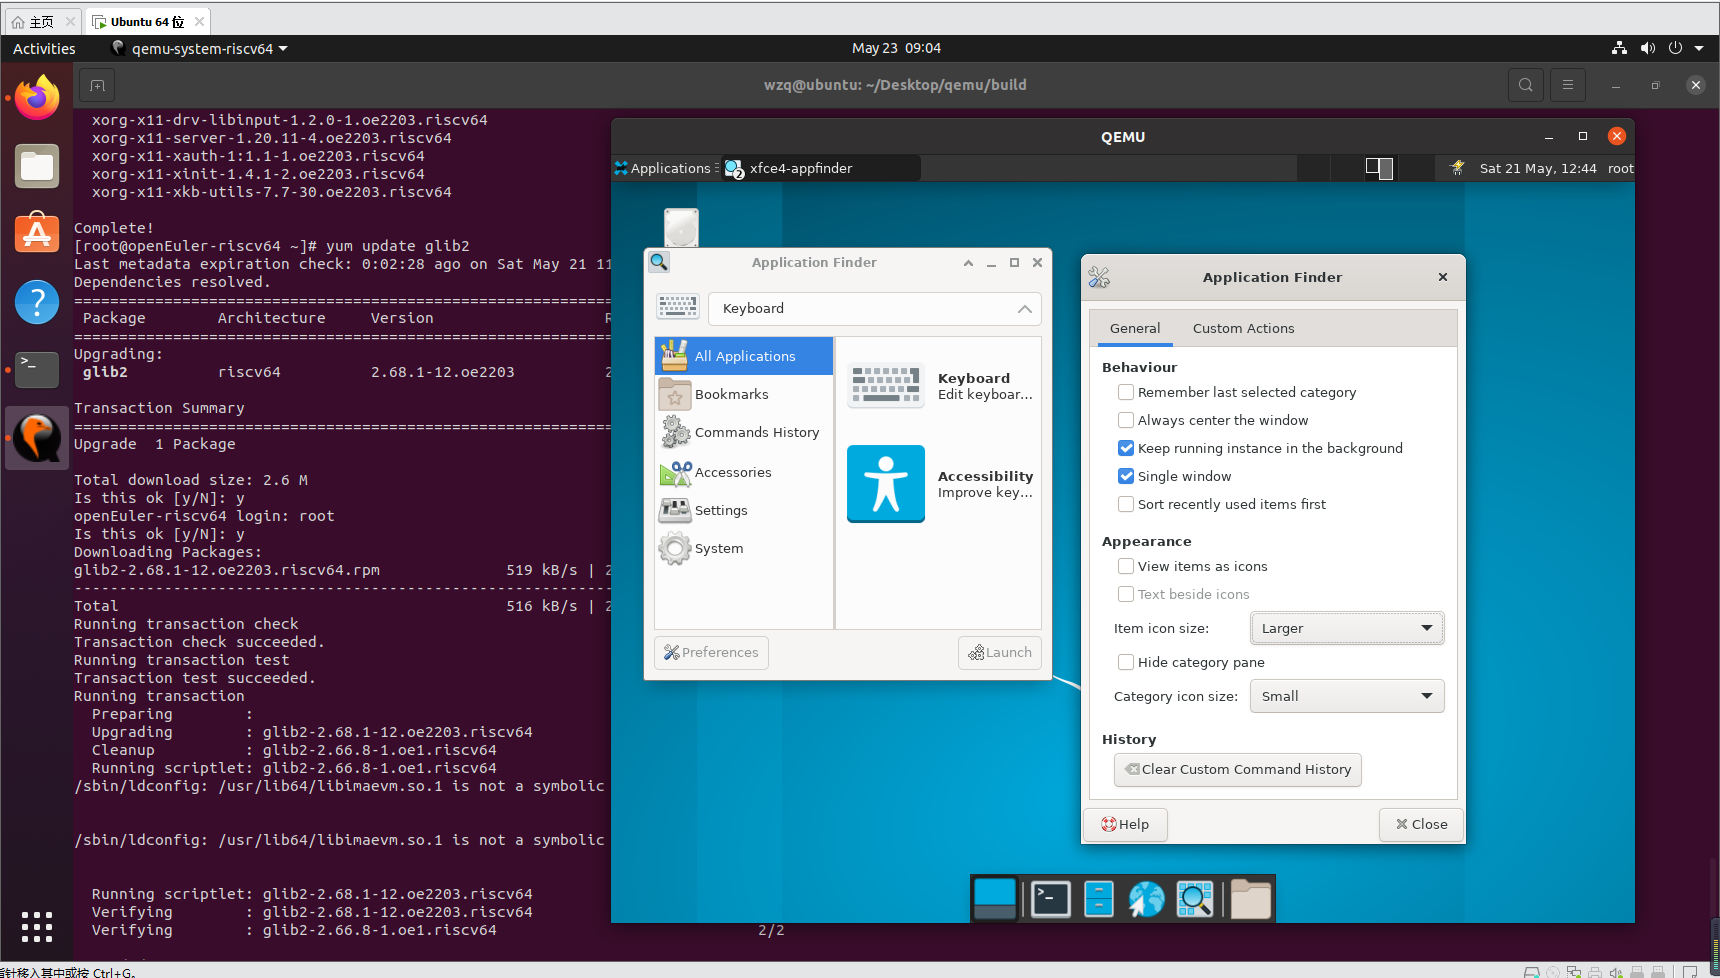 主页
Ubuntu 64 位
Activities
qemu-system-riscv64
May 23 09:04
wzq@ubuntu: ~/Desktop/qemu/build
xorg-x11-drv-libinput-1.2.0-1.oe2203.riscv64
xorg-x11-server-1.20.11-4.oe2203.riscv64
xorg-x11-xauth-1:1.1-1.oe2203.riscv64
xorg-x11-xinit-1.4.1-2.oe2203.riscv64
xorg-x11-xkb-utils-7.7-30.oe2203.riscv64
Complete!
[root@openEuler-riscv64 ~]# yum update glib2
Last metadata expiration check: 0:02:28 ago on Sat May 21 11
Dependencies resolved.
================================================================
Package Architecture Version R
================================================================
Upgrading:
glib2 riscv64 2.68.1-12.oe2203 2
Transaction Summary
================================================================
Upgrade 1 Package
Total download size: 2.6 M
Is this ok [y/N]: y
openEuler-riscv64 login: root
Is this ok [y/N]: y
Downloading Packages:
glib2-2.68.1-12.oe2203.riscv64.rpm 519 kB/s | 2
----------------------------------------------------------------
Total 516 kB/s | 2
Running transaction check
Transaction check succeeded.
Running transaction test
Transaction test succeeded.
Running transaction
Preparing :
Upgrading : glib2-2.68.1-12.oe2203.riscv64
Cleanup : glib2-2.66.8-1.oe1.riscv64
Running scriptlet: glib2-2.66.8-1.oe1.riscv64
/sbin/ldconfig: /usr/lib64/libimaevm.so.1 is not a symbolic
/sbin/ldconfig: /usr/lib64/libimaevm.so.1 is not a symbolic
Running scriptlet: glib2-2.68.1-12.oe2203.riscv64
Verifying : glib2-2.68.1-12.oe2203.riscv64
Verifying : glib2-2.66.8-1.oe1.riscv64 2/2
QEMU
Applications
2
xfce4-appfinder
Sat 21 May, 12:44
root
Application Finder
Keyboard
All Applications
Bookmarks
Commands History
Accessories
Settings
System
Keyboard
Edit keyboar...
Accessibility
Improve key...
Preferences
Launch
Application Finder
General
Custom Actions
Behaviour
Remember last selected category
Always center the window
Keep running instance in the background
Single window
Sort recently used items first
Appearance
View items as icons
Text beside icons
Item icon size: Larger
Hide category pane
Category icon size: Small
History
Clear Custom Command History
Help
Close
指针移入其中或按 Ctrl+G。